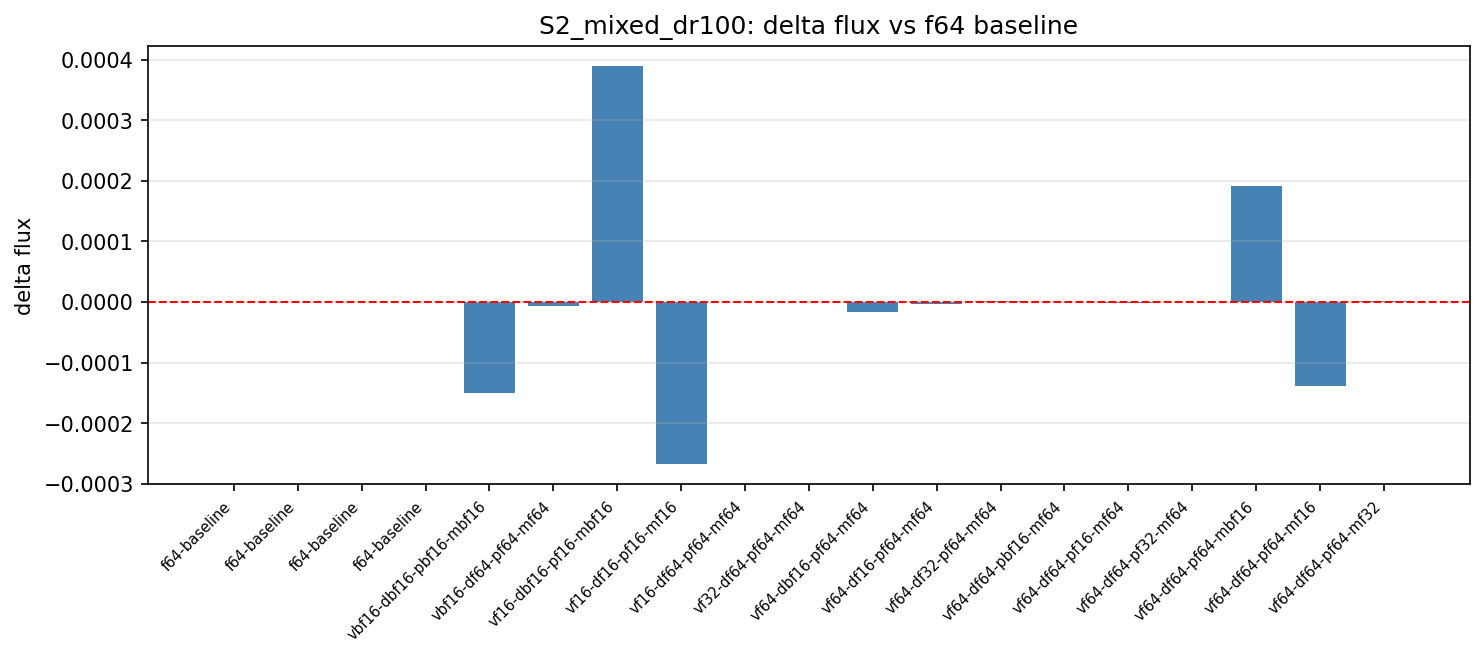 S2_mixed_dr100: delta flux vs f64 baseline
delta flux
0.0004
0.0003
0.0002
0.0001
0.0000
−0.0001
−0.0002
−0.0003
f64-baseline
f64-baseline
f64-baseline
f64-baseline
vbf16-dbf16-pbf16-mbf16
vbf16-df64-pf64-mf64
vf16-dbf16-pf16-mbf16
vf16-df16-pf16-mf16
vf16-df64-pf64-mf64
vf32-df64-pf64-mf64
vf64-dbf16-pf64-mf64
vf64-df16-pf64-mf64
vf64-df32-pf64-mf64
vf64-df64-pbf16-mf64
vf64-df64-pf16-mf64
vf64-df64-pf32-mf64
vf64-df64-pf64-mbf16
vf64-df64-pf64-mf16
vf64-df64-pf64-mf32